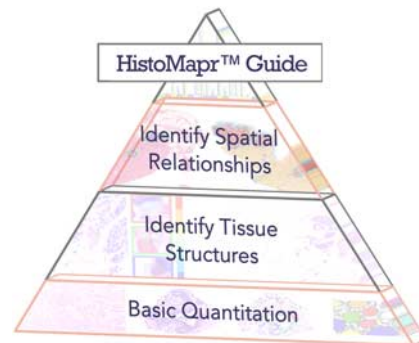 HistoMapr™ Guide
Identify Spatial
Relationships
Identify Tissue
Structures
Basic Quantitation